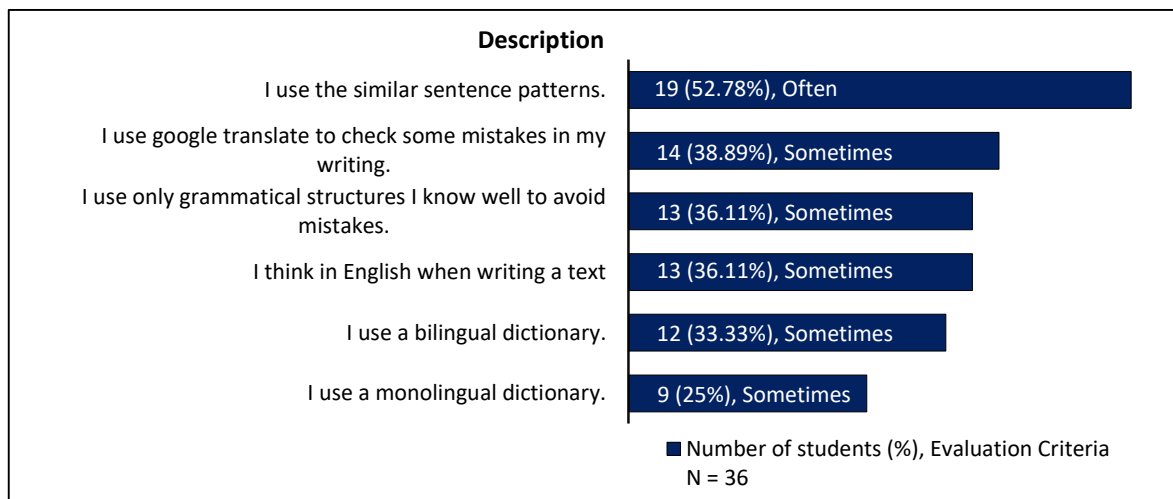 Description
I use the similar sentence patterns.
19 (52.78%), Often
I use google translate to check some mistakes in my
writing.
14 (38.89%), Sometimes
I use only grammatical structures I know well to avoid
mistakes.
13 (36.11%), Sometimes
I think in English when writing a text
13 (36.11%), Sometimes
I use a bilingual dictionary.
12 (33.33%), Sometimes
I use a monolingual dictionary.
9 (25%), Sometimes
Number of students (%), Evaluation Criteria
N = 36